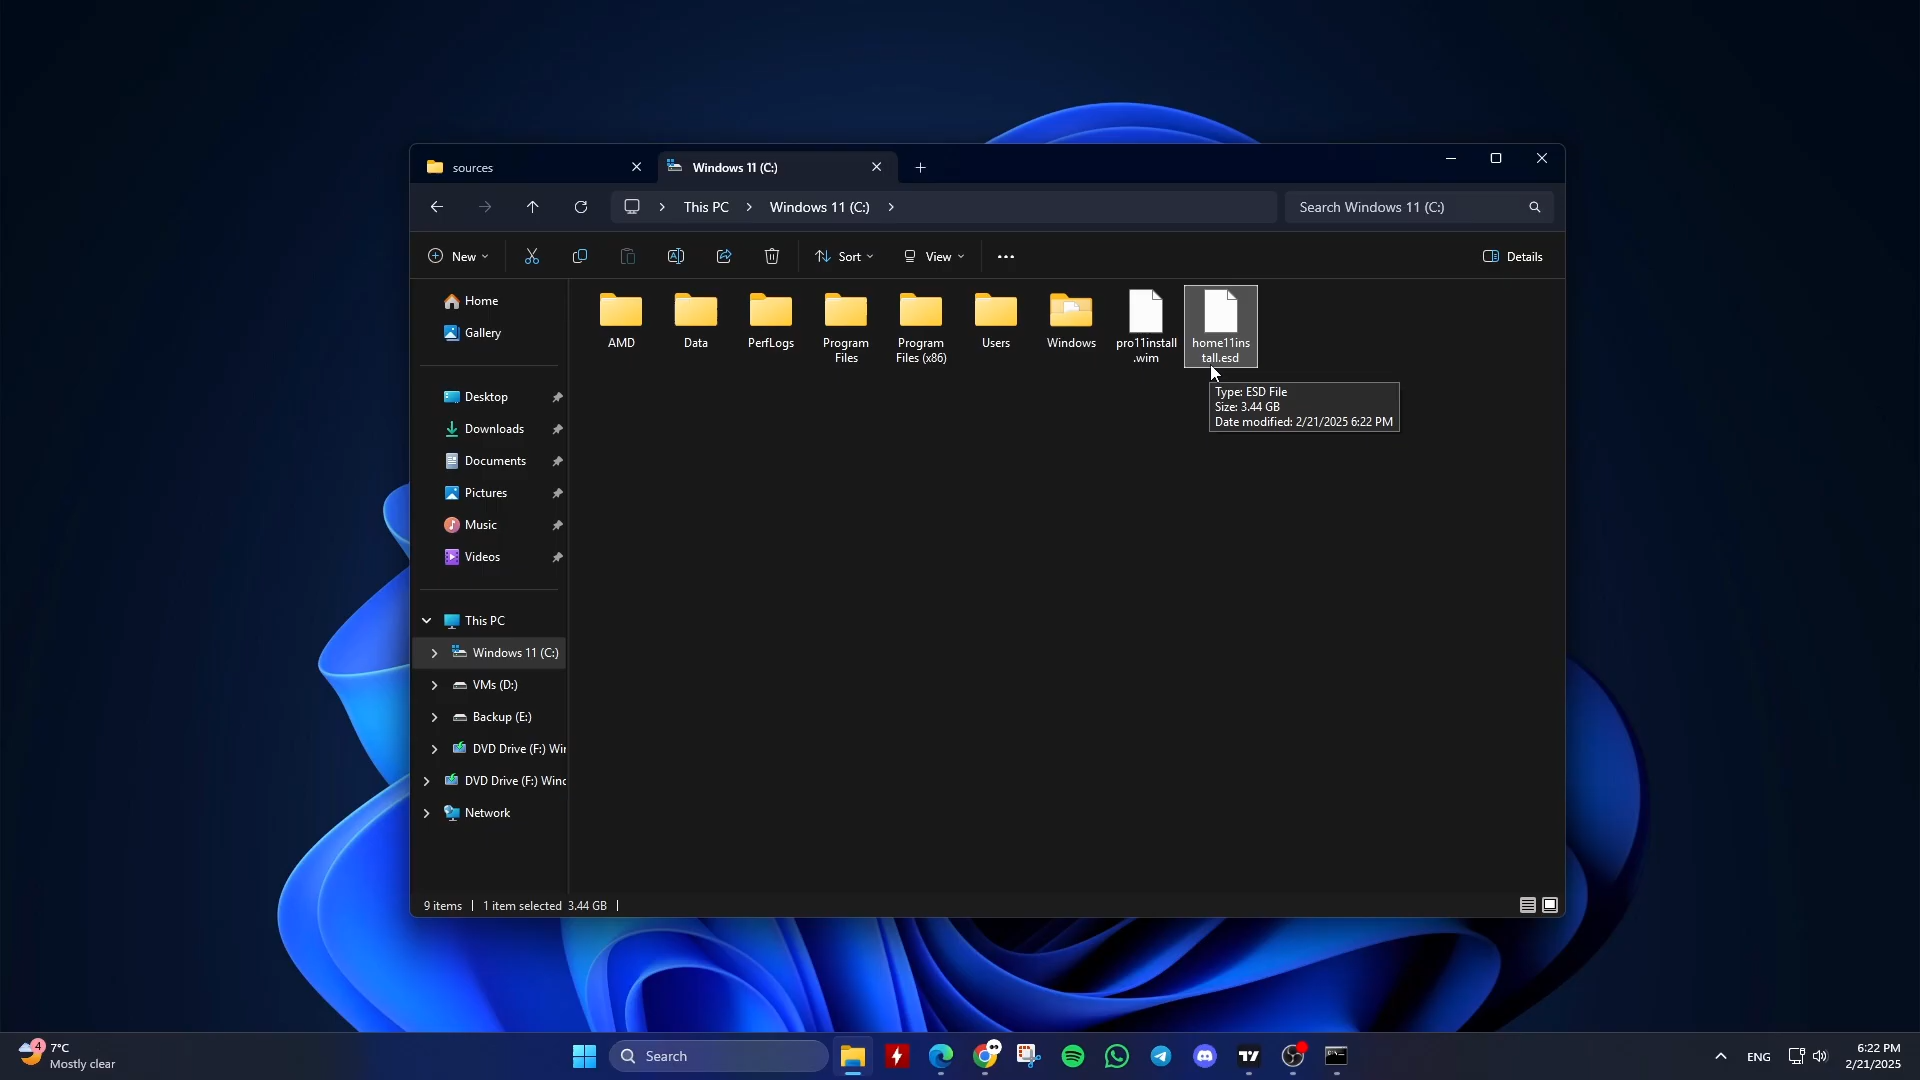 sources
Windows 11 (C:)
This PC
Windows 11 (C:)
Search Windows 11 (C:)
New
Sort
View
Details
Home
Gallery
Desktop
Downloads
Documents
Pictures
Music
Videos
This PC
Windows 11 (C:)
VMs (D:)
Backup (E:)
DVD Drive (F:) Wir
DVD Drive (F:) Winc
Network
AMD
Data
PerfLogs
Program
Files
Program
Files (x86)
Users
Windows
pro11install
.wim
home11ins
tall.esd
Type: ESD File
Size: 3.44 GB
Date modified: 2/21/2025 6:22 PM
9 items
1 item selected 3.44 GB
4
7°C
Mostly clear
Search
ENG
6:22 PM
2/21/2025